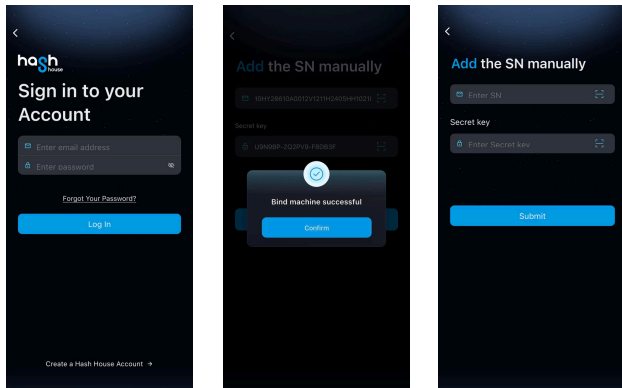 hash
house
Sign in to your
Account
Enter email address
Enter password
Forgot Your Password?
Log In
Create a Hash House Account →
Add the SN manually
Secret key
Bind machine successful
Confirm
Add the SN manually
Enter SN
Secret key
Enter Secret key
Submit